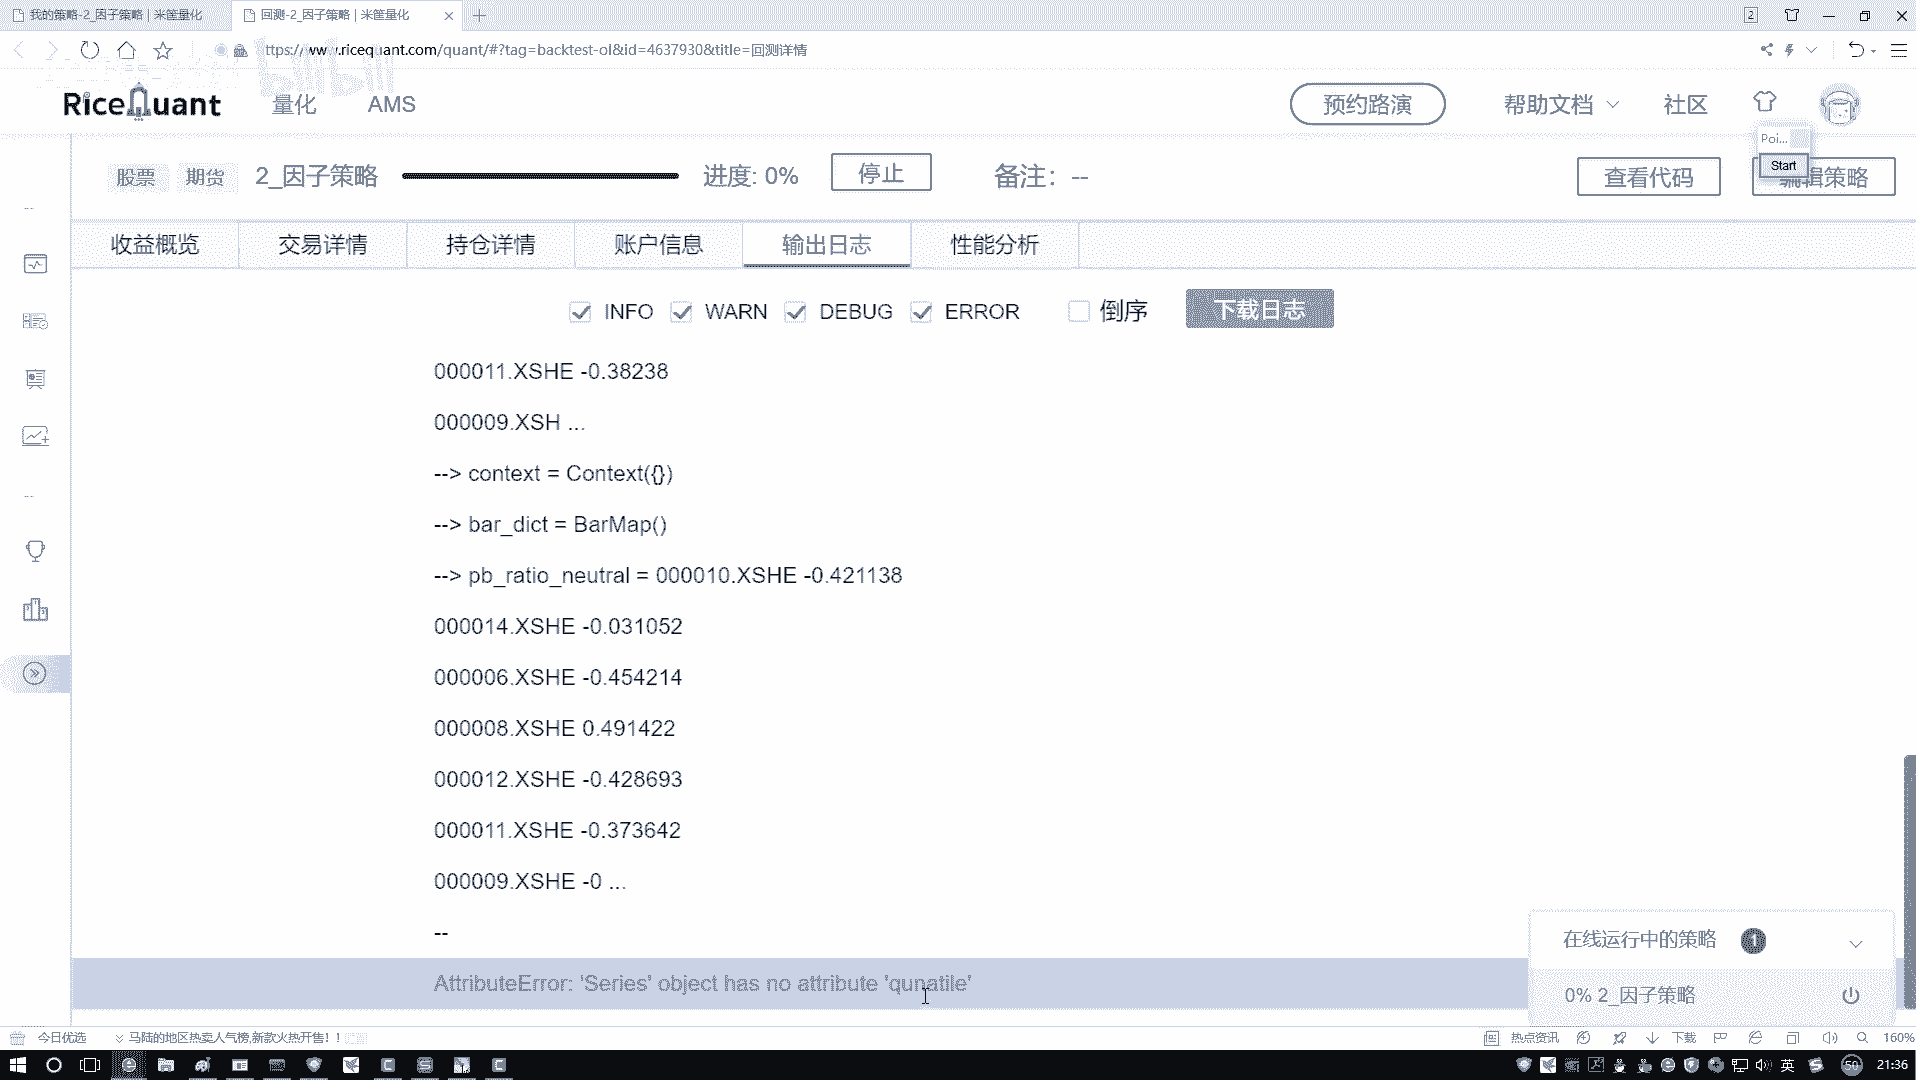 我的策略-2_因子策略 | 米筐量化
回测-2_因子策略 | 米筐量化
2
ttps://www.ricequant.com/quant/#?tag=backtest-ol&id=4637930&title=回测详情
bilibili
RiceQuant
量化
AMS
预约路演
帮助文档
社区
Poi...
Start
股票
期货
2_因子策略
进度: 0%
停止
备注: --
查看代码
编辑策略
收益概览
交易详情
持仓详情
账户信息
输出日志
性能分析
INFO
WARN
DEBUG
ERROR
倒序
下载日志
000011.XSHE -0.38238
000009.XSH ...
--> context = Context({})
--> bar_dict = BarMap()
--> pb_ratio_neutral = 000010.XSHE -0.421138
000014.XSHE -0.031052
000006.XSHE -0.454214
000008.XSHE 0.491422
000012.XSHE -0.428693
000011.XSHE -0.373642
000009.XSHE -0 ...
--
AttributeError: 'Series' object has no attribute 'qunatile'
在线运行中的策略
1
0% 2_因子策略
今日优选
马陆的地区热卖人气榜,新款火热开售！!
热点资讯
下载
160%
英
50
21:36